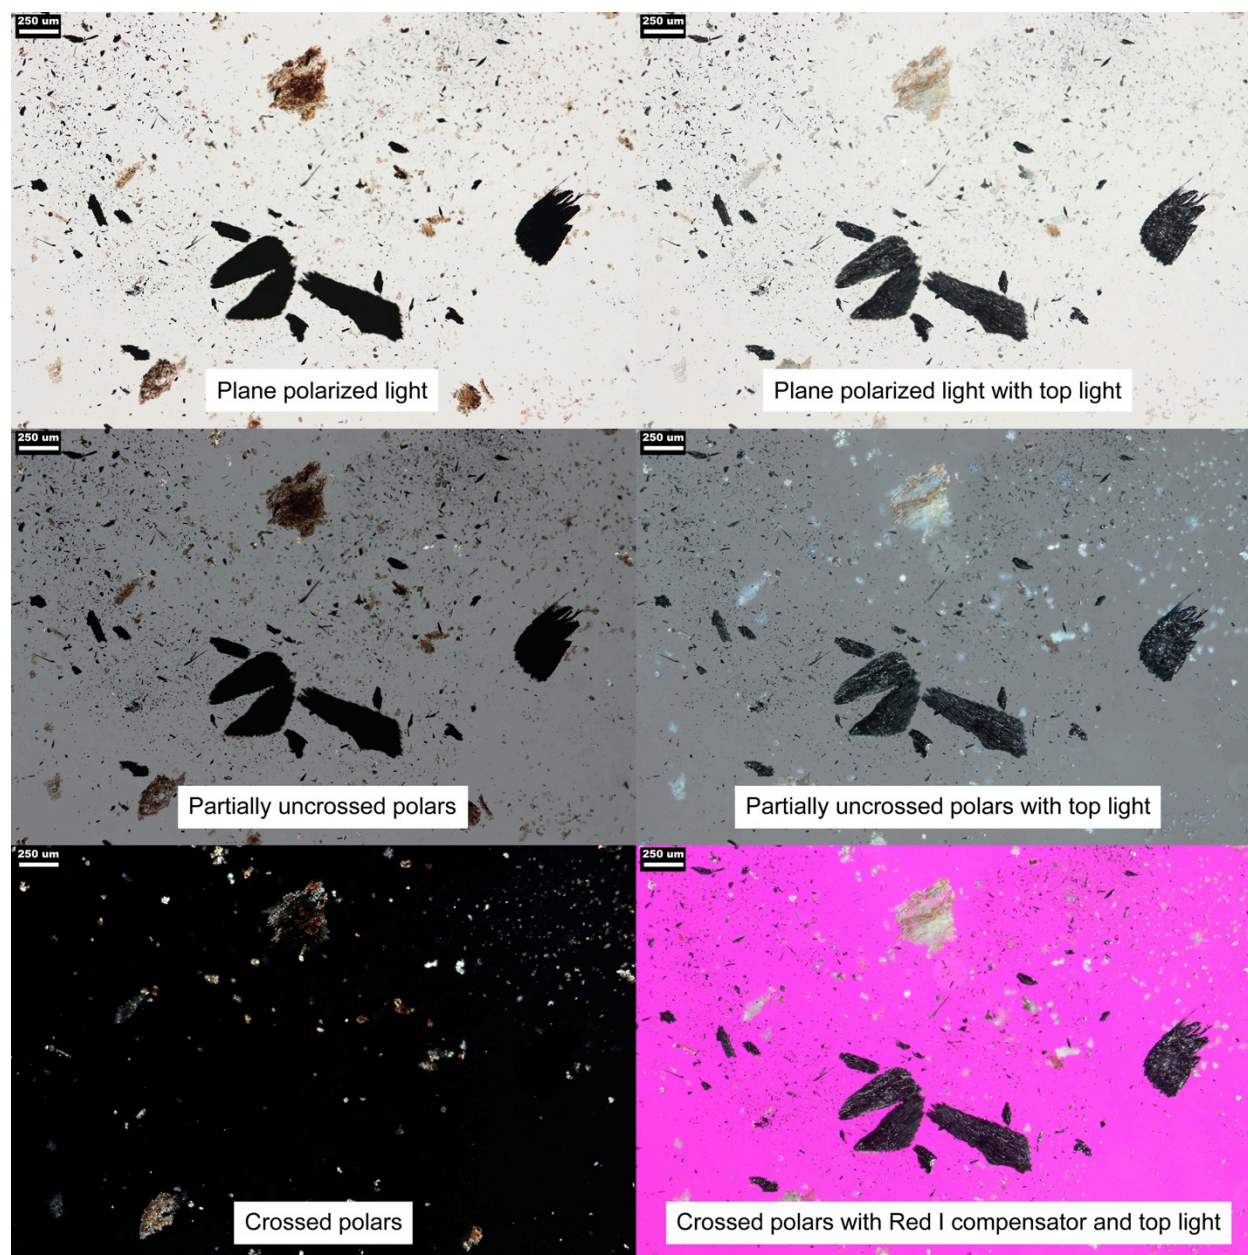 250 um
250 um
Plane polarized light
Plane polarized light with top light
250 um
250 um
Partially uncrossed polars
Partially uncrossed polars with top light
250 um
250 um
Crossed polars
Crossed polars with Red I compensator and top light